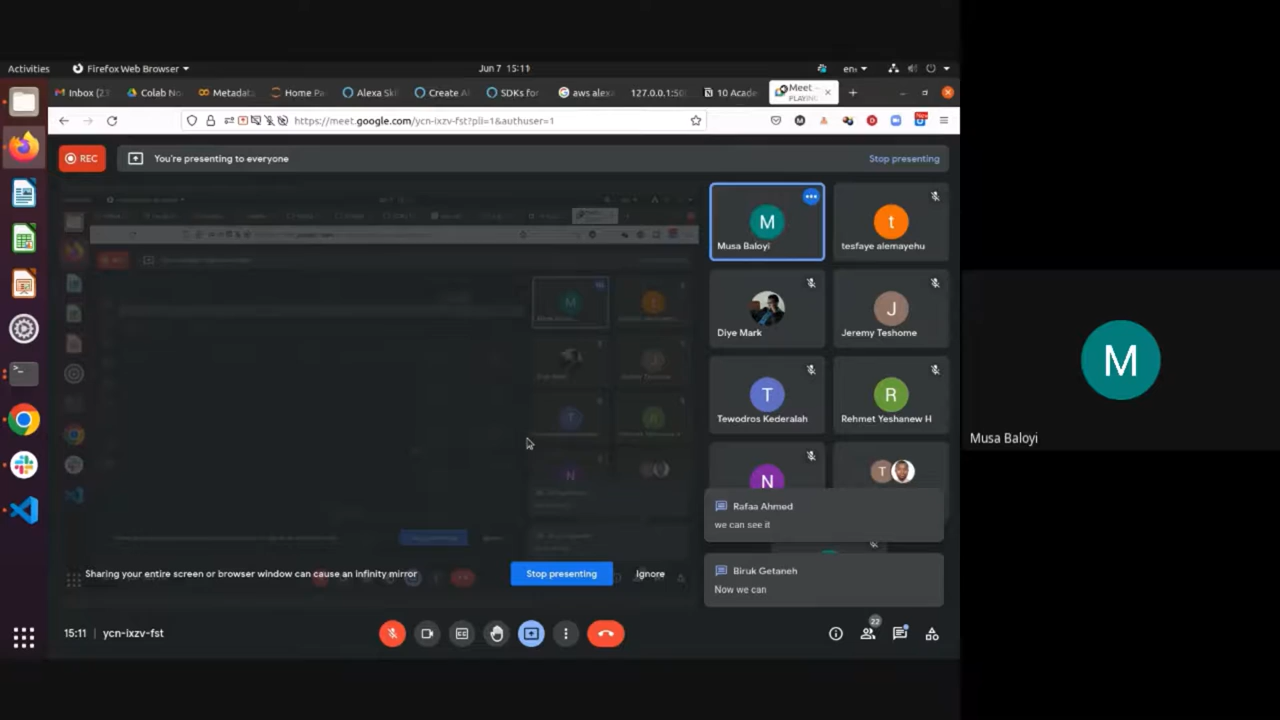 Activities
Firefox Web Browser
Jun 7 15:11
en
Inbox (2
Colab No
Metadat
Home Pa
Alexa Ski
Create A
SDKs for
aws alex
127.0.0.1:50
10 Acade
Meet
PLAYING
https://meet.google.com/ycn-ixzv-fst?pli=1&authuser=1
REC
You're presenting to everyone
Stop presenting
M
Musa Baloyi
t
tesfaye alemayehu
Diye Mark
J
Jeremy Teshome
T
Tewodros Kederalah
R
Rehmet Yeshanew H
N
T
Rafaa Ahmed
we can see it
Biruk Getaneh
Now we can
Sharing your entire screen or browser window can cause an infinity mirror
Stop presenting
Ignore
15:11 | ycn-ixzv-fst
22
M
Musa Baloyi